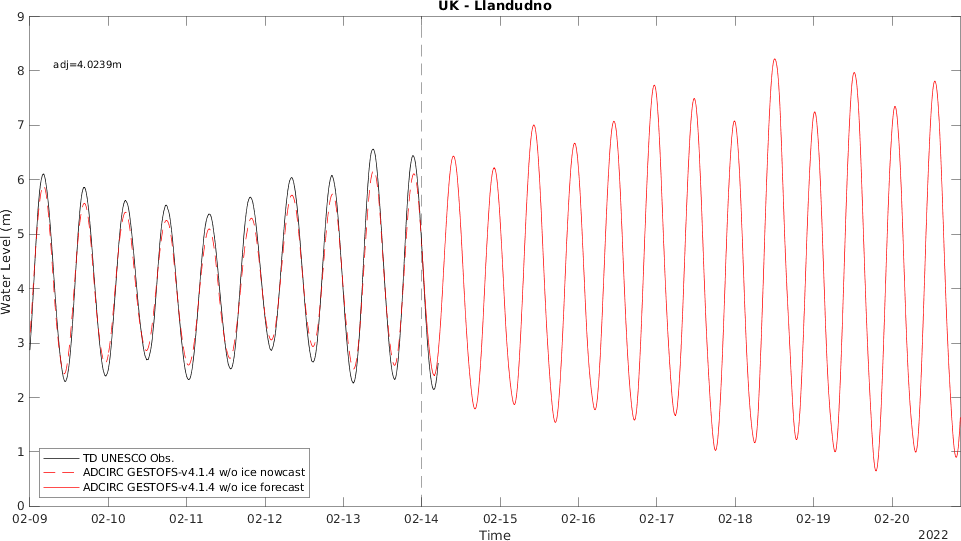 UK - Llandudno
9
8
7
6
5
4
3
2
1
0
Water Level (m)
adj=4.0239m
TD UNESCO Obs.
ADCIRC GESTOFS-v4.1.4 w/o ice nowcast
ADCIRC GESTOFS-v4.1.4 w/o ice forecast
02-09 02-10 02-11 02-12 02-13 02-14 02-15 02-16 02-17 02-18 02-19 02-20
Time
2022